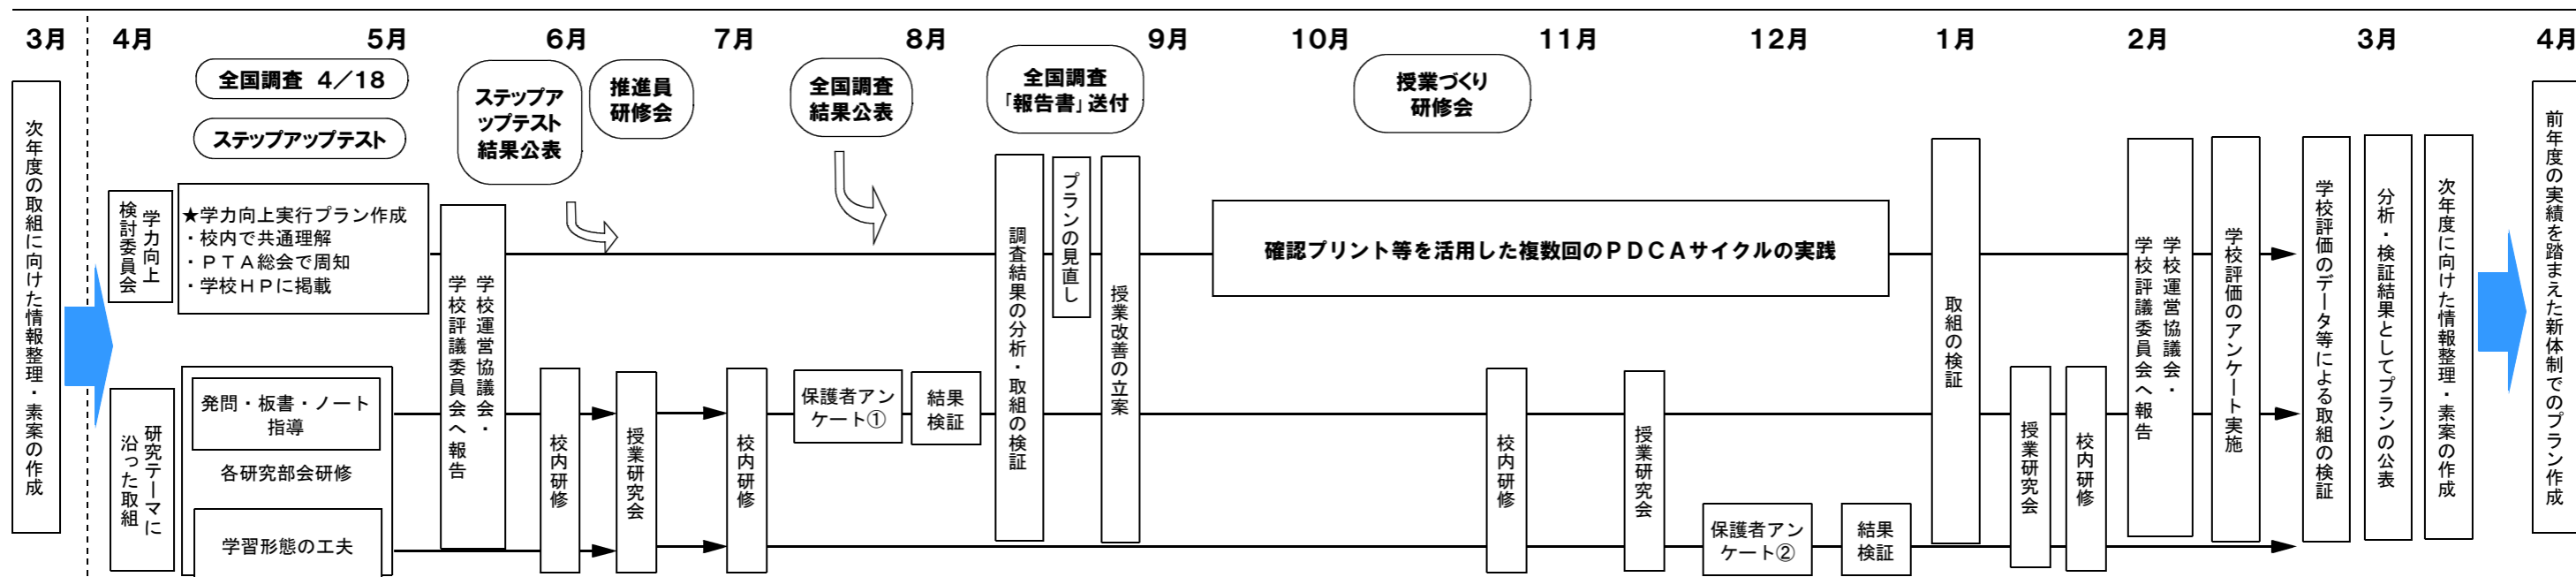 3月
4月
5月
6月
7月
8月
9月
10月
11月
12月
1月
2月
3月
4月
全国調査 4／18
ステップアップテスト
ステップア
ップテスト
結果公表
推進員
研修会
全国調査
結果公表
全国調査
「報告書」送付
授業づくり
研修会
次年度の取組に向けた情報整理・素案の作成
学力向上
検討委員会
★学力向上実行プラン作成
・校内で共通理解
・ＰＴＡ総会で周知
・学校ＨＰに掲載
研究テーマに
沿った取組
発問・板書・ノート
指導
各研究部会研修
学習形態の工夫
学校運営協議会・
学校評議委員会へ報告
校内研修
授業研究会
校内研修
保護者アン
ケート①
結果
検証
調査結果の分析・取組の検証
プランの見直し
授業改善の立案
確認プリント等を活用した複数回のＰＤＣＡサイクルの実践
校内研修
授業研究会
保護者アン
ケート②
結果
検証
取組の検証
授業研究会
校内研修
学校運営協議会・
学校評議委員会へ報告
学校評価のアンケート実施
学校評価のデータ等による取組の検証
分析・検証結果としてプランの公表
次年度に向けた情報整理・素案の作成
前年度の実績を踏まえた新体制でのプラン作成